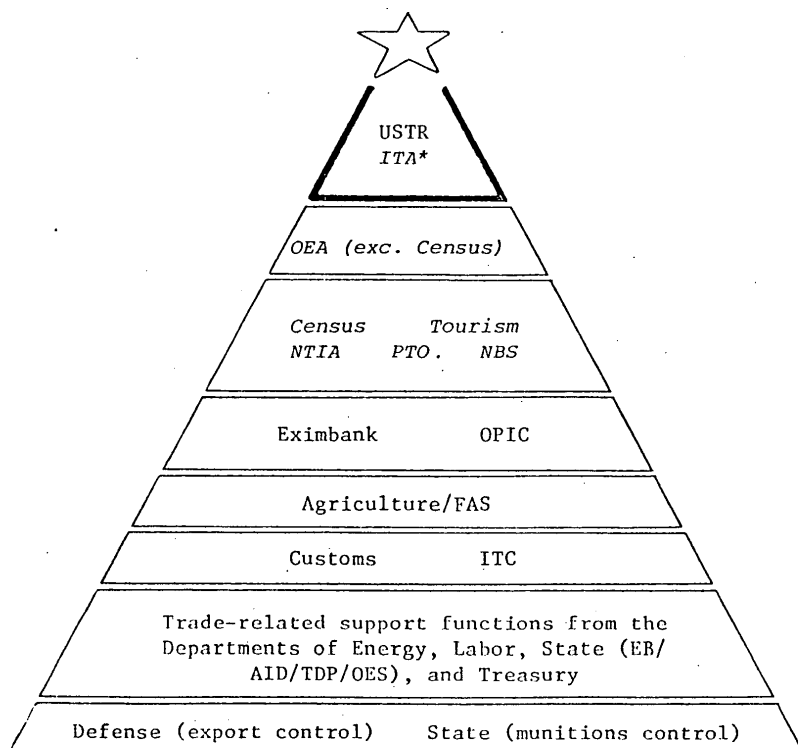 USTR
ITA*
OEA (exc. Census)
Census Tourism
NTIA PTO. NBS
Eximbank OPIC
Agriculture/FAS
Customs ITC
Trade-related support functions from the
Departments of Energy, Labor, State (EB/
AID/TDP/OES), and Treasury
Defense (export control) State (munitions control)